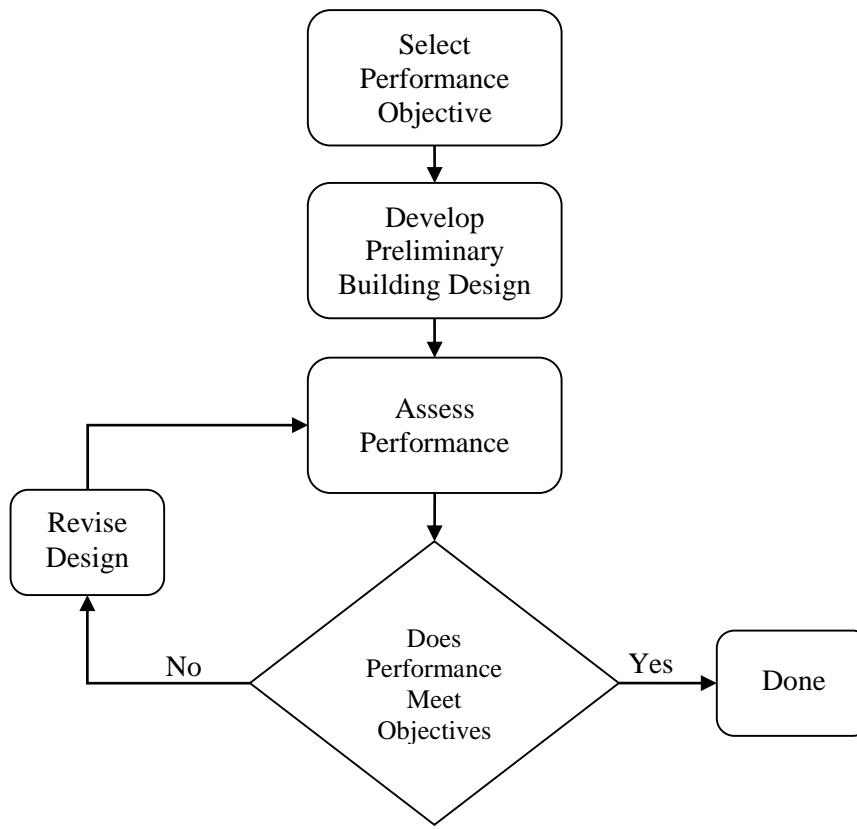 Select
Performance
Objective
Develop
Preliminary
Building Design
Assess
Performance
Revise
Design
Does
Performance
Meet
Objectives
No
Yes
Done